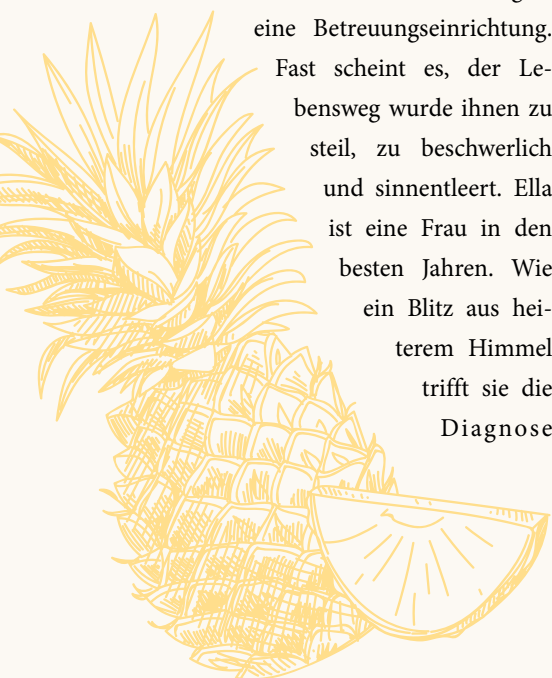 eine Betreuungseinrichtung.
Fast scheint es, der Le-
bensweg wurde ihnen zu
steil, zu beschwerlich
und sinnentleert. Ella
ist eine Frau in den
besten Jahren. Wie
ein Blitz aus hei-
terem Himmel
trifft sie die
Diagnose